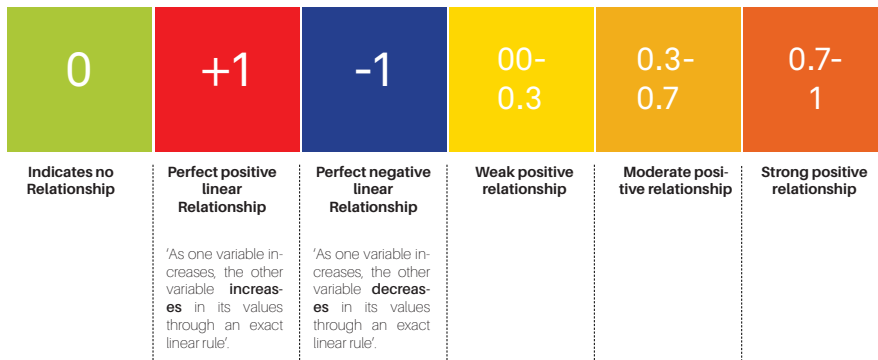 0
+1
-1
00-
0.3
0.3-
0.7
0.7-
1
Indicates no
Relationship
Perfect positive
linear
Relationship
'As one variable in-
creases, the other
variable increas-
es in its values
through an exact
linear rule'.
Perfect negative
linear
Relationship
'As one variable in-
creases, the other
variable decreas-
es in its values
through an exact
linear rule'.
Weak positive
relationship
Moderate posi-
tive relationship
Strong positive
relationship